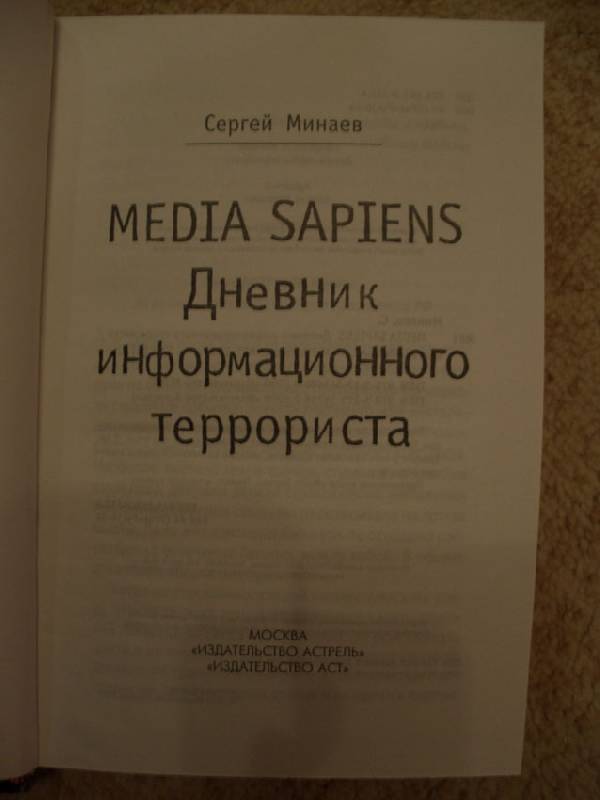 Сергей Минаев
MEDIA SAPIENS
Дневник
информационного
террориста
МОСКВА
«ИЗДАТЕЛЬСТВО АСТРЕЛЬ»
«ИЗДАТЕЛЬСТВО АСТ»